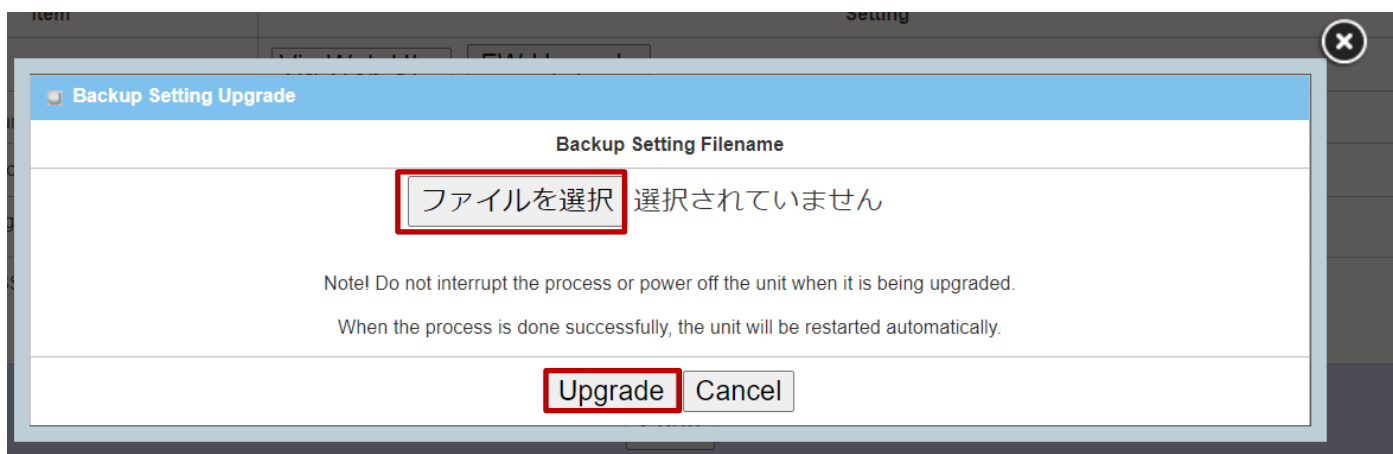 Item Setting
Backup Setting Upgrade
Backup Setting Filename
ファイルを選択 選択されていません
Note! Do not interrupt the process or power off the unit when it is being upgraded.
When the process is done successfully, the unit will be restarted automatically.
Upgrade Cancel